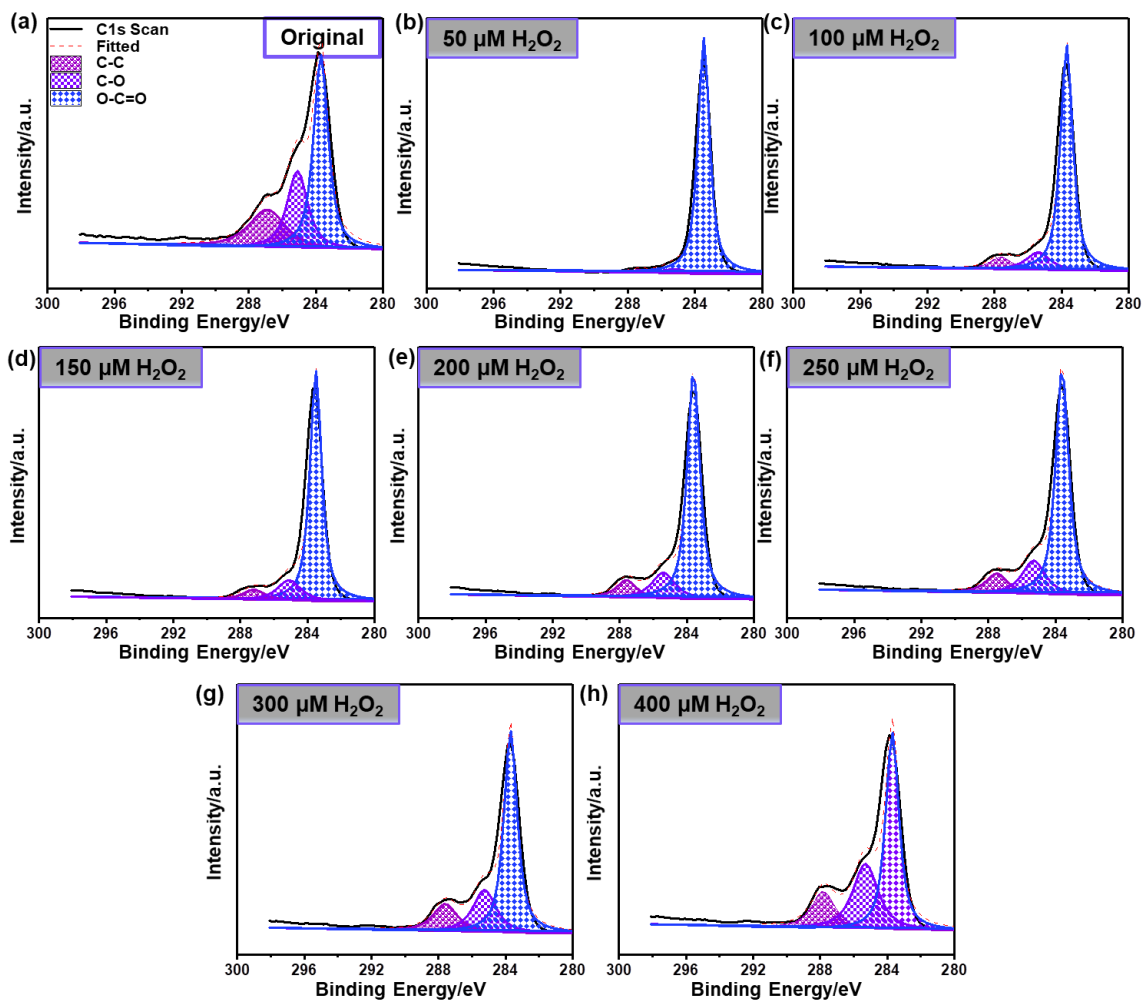 (a)
C1s Scan
Fitted
C-C
C-O
O-C=O
Original
Intensity/a.u.
300 296 292 288 284 280
Binding Energy/eV
(b)
50 µM H₂O₂
Intensity/a.u.
300 296 292 288 284 280
Binding Energy/eV
(c)
100 µM H₂O₂
Intensity/a.u.
300 296 292 288 284 280
Binding Energy/eV
(d)
150 µM H₂O₂
Intensity/a.u.
300 296 292 288 284 280
Binding Energy/eV
(e)
200 µM H₂O₂
Intensity/a.u.
300 296 292 288 284 280
Binding Energy/eV
(f)
250 µM H₂O₂
Intensity/a.u.
300 296 292 288 284 280
Binding Energy/eV
(g)
300 µM H₂O₂
Intensity/a.u.
300 296 292 288 284 280
Binding Energy/eV
(h)
400 µM H₂O₂
Intensity/a.u.
300 296 292 288 284 280
Binding Energy/eV